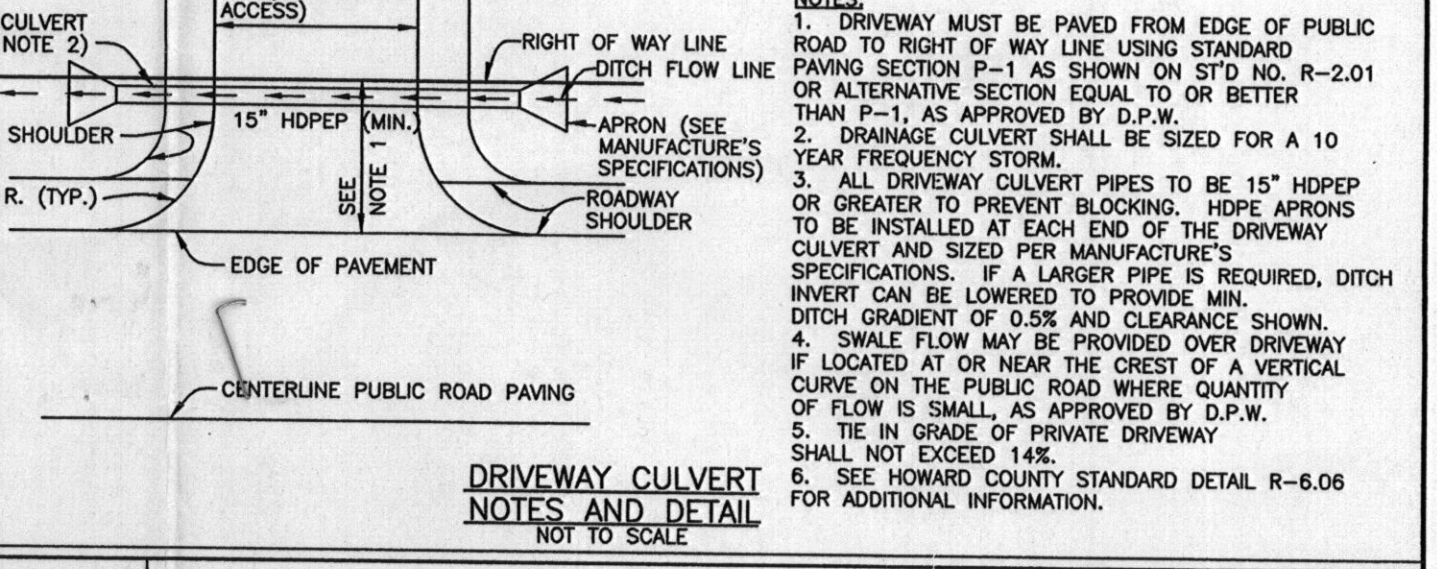 ACCESS)
CULVERT
NOTE 2)
RIGHT OF WAY LINE
DITCH FLOW LINE
SHOULDER
15" HDPEP (MIN.)
APRON (SEE
MANUFACTURE'S
SPECIFICATIONS)
SEE
NOTE 1
R. (TYP.)
ROADWAY
SHOULDER
EDGE OF PAVEMENT
CENTERLINE PUBLIC ROAD PAVING
DRIVEWAY CULVERT
NOTES AND DETAIL
NOT TO SCALE
NOTES:
1. DRIVEWAY MUST BE PAVED FROM EDGE OF PUBLIC
ROAD TO RIGHT OF WAY LINE USING STANDARD
PAVING SECTION P-1 AS SHOWN ON ST'D NO. R-2.01
OR ALTERNATIVE SECTION EQUAL TO OR BETTER
THAN P-1, AS APPROVED BY D.P.W.
2. DRAINAGE CULVERT SHALL BE SIZED FOR A 10
YEAR FREQUENCY STORM.
3. ALL DRIVEWAY CULVERT PIPES TO BE 15" HDPEP
OR GREATER TO PREVENT BLOCKING. HDPE APRONS
TO BE INSTALLED AT EACH END OF THE DRIVEWAY
CULVERT AND SIZED PER MANUFACTURE'S
SPECIFICATIONS. IF A LARGER PIPE IS REQUIRED, DITCH
INVERT CAN BE LOWERED TO PROVIDE MIN.
DITCH GRADIENT OF 0.5% AND CLEARANCE SHOWN.
4. SWALE FLOW MAY BE PROVIDED OVER DRIVEWAY
IF LOCATED AT OR NEAR THE CREST OF A VERTICAL
CURVE ON THE PUBLIC ROAD WHERE QUANTITY
OF FLOW IS SMALL, AS APPROVED BY D.P.W.
5. TIE IN GRADE OF PRIVATE DRIVEWAY
SHALL NOT EXCEED 14%.
6. SEE HOWARD COUNTY STANDARD DETAIL R-6.06
FOR ADDITIONAL INFORMATION.